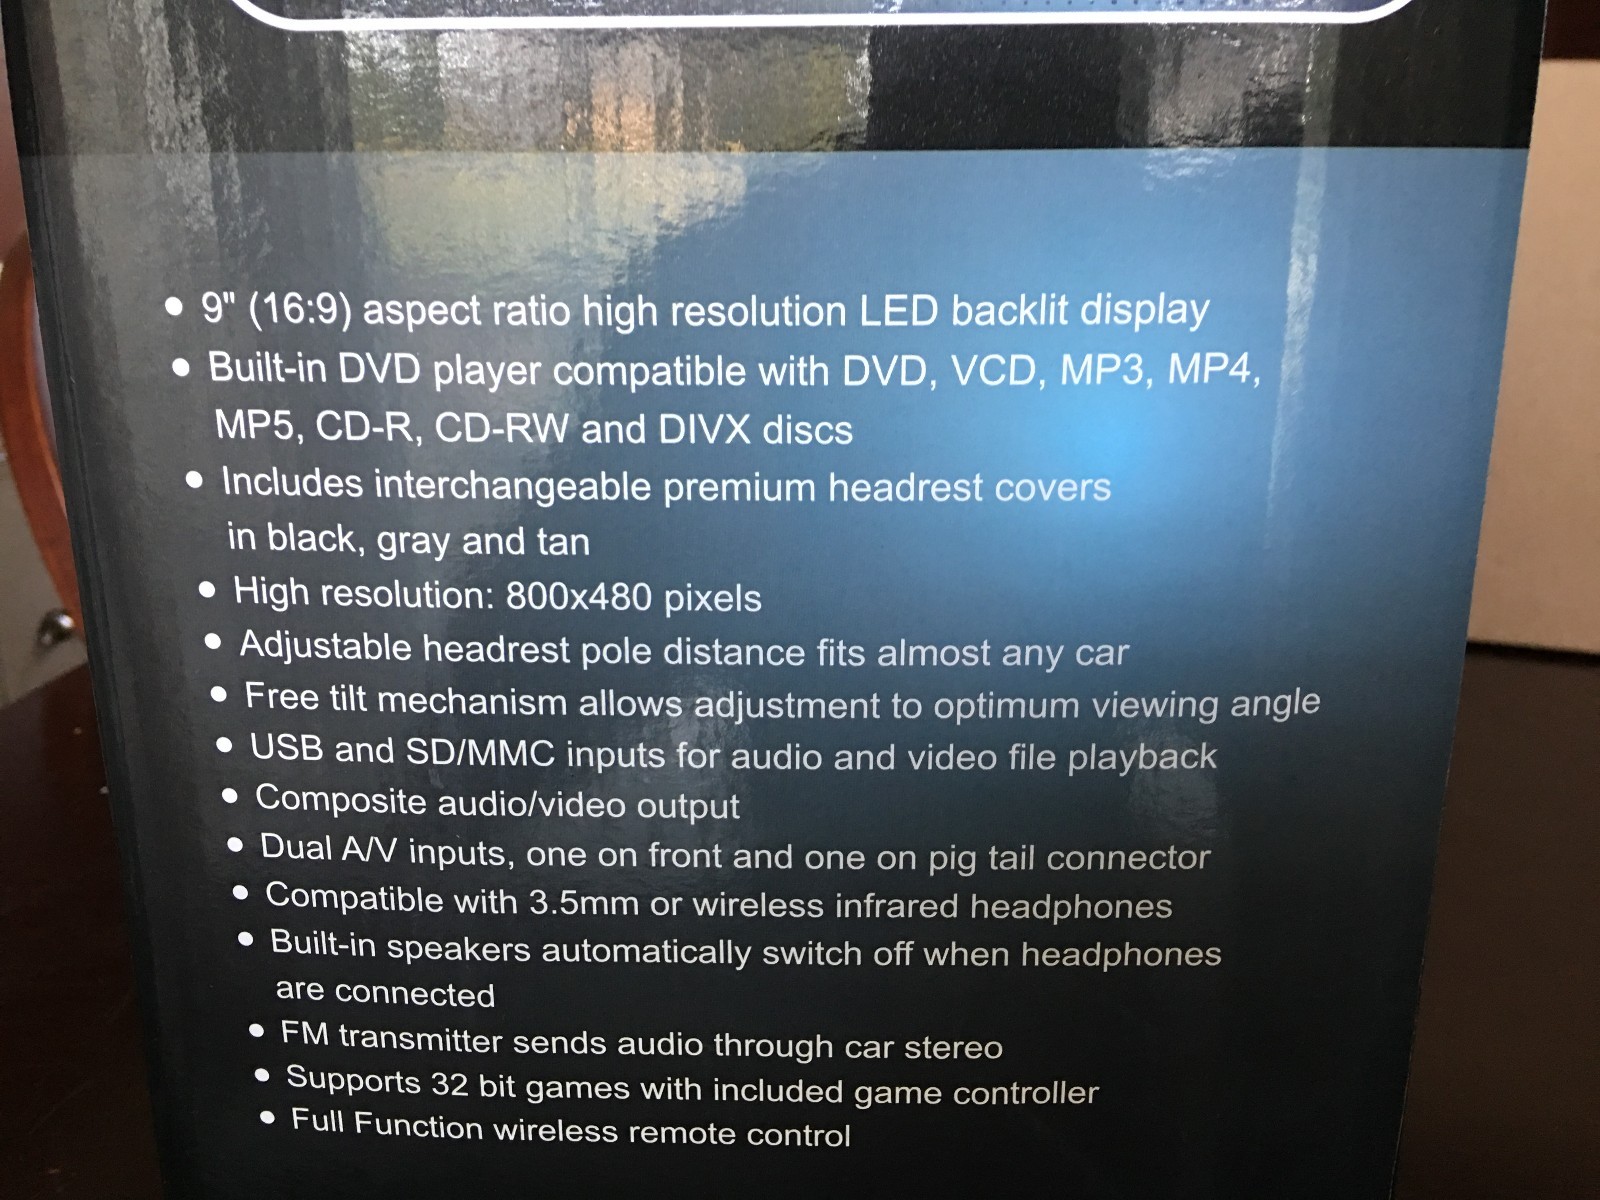 • 9" (16:9) aspect ratio high resolution LED backlit display
• Built-in DVD player compatible with DVD, VCD, MP3, MP4,
MP5, CD-R, CD-RW and DIVX discs
• Includes interchangeable premium headrest covers
in black, gray and tan
• High resolution: 800x480 pixels
• Adjustable headrest pole distance fits almost any car
• Free tilt mechanism allows adjustment to optimum viewing angle
• USB and SD/MMC inputs for audio and video file playback
• Composite audio/video output
• Dual A/V inputs, one on front and one on pig tail connector
• Compatible with 3.5mm or wireless infrared headphones
• Built-in speakers automatically switch off when headphones
are connected
• FM transmitter sends audio through car stereo
• Supports 32 bit games with included game controller
• Full Function wireless remote control